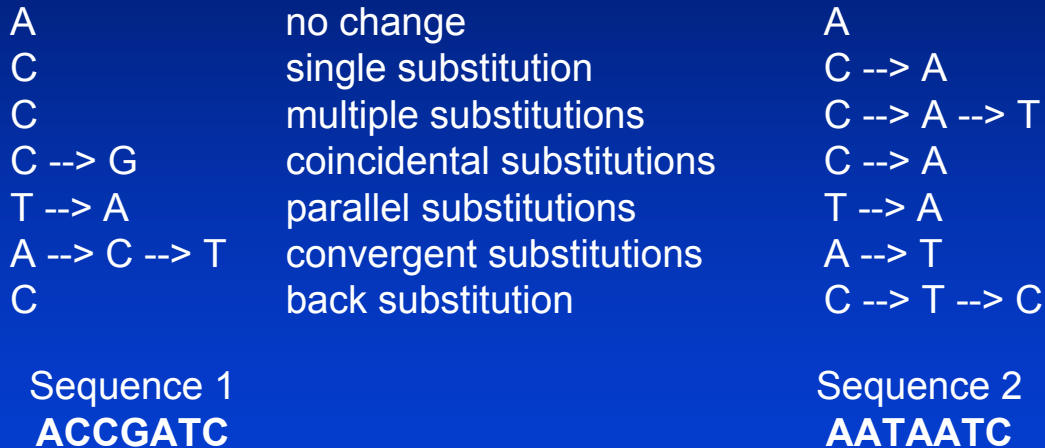 A no change A
C single substitution C --> A
C multiple substitutions C --> A --> T
C --> G coincidental substitutions C --> A
T --> A parallel substitutions T --> A
A --> C --> T convergent substitutions A --> T
C back substitution C --> T --> C
Sequence 1 Sequence 2
ACCGATC AATAATC